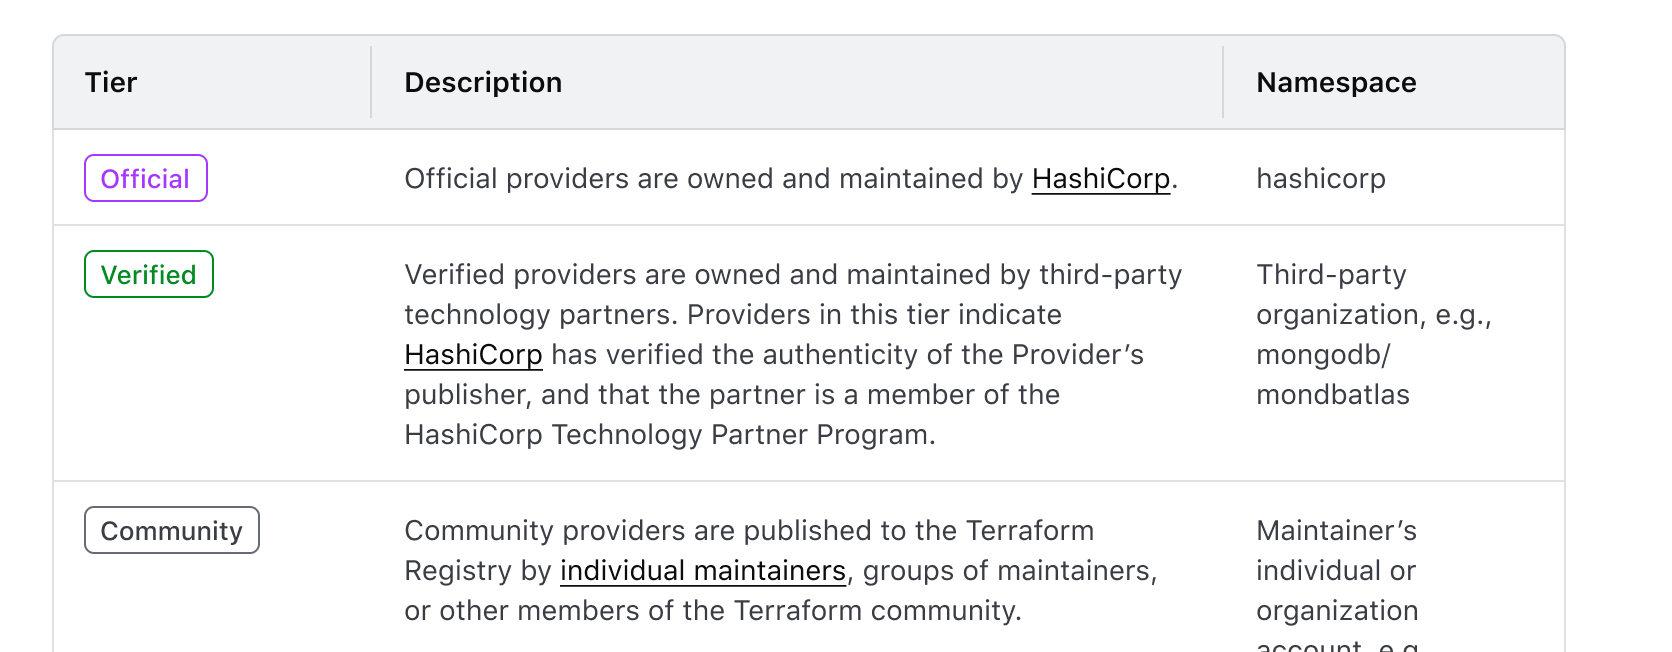 Tier Description Namespace
Official Official providers are owned and maintained by HashiCorp. hashicorp
Verified Verified providers are owned and maintained by third-party Third-party
technology partners. Providers in this tier indicate organization, e.g.,
HashiCorp has verified the authenticity of the Provider’s mongodb/
publisher, and that the partner is a member of the mondbatlas
HashiCorp Technology Partner Program.
Community Community providers are published to the Terraform Maintainer’s
Registry by individual maintainers, groups of maintainers, individual or
or other members of the Terraform community. organization
account, e.g.